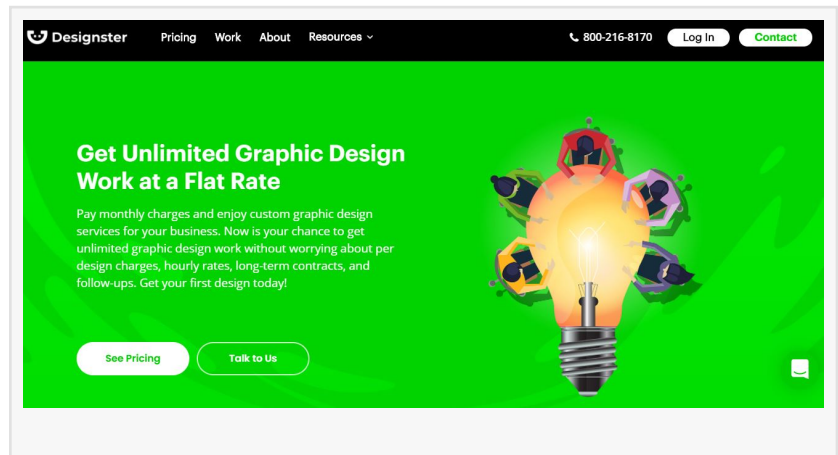 Designster Pricing Work About Resources 800-216-8170 Log In Contact
Get Unlimited Graphic Design
Work at a Flat Rate
Pay monthly charges and enjoy custom graphic design
services for your business. Now is your chance to get
unlimited graphic design work without worrying about per
design charges, hourly rates, long-term contracts, and
follow-ups. Get your first design today!
See Pricing Talk to Us